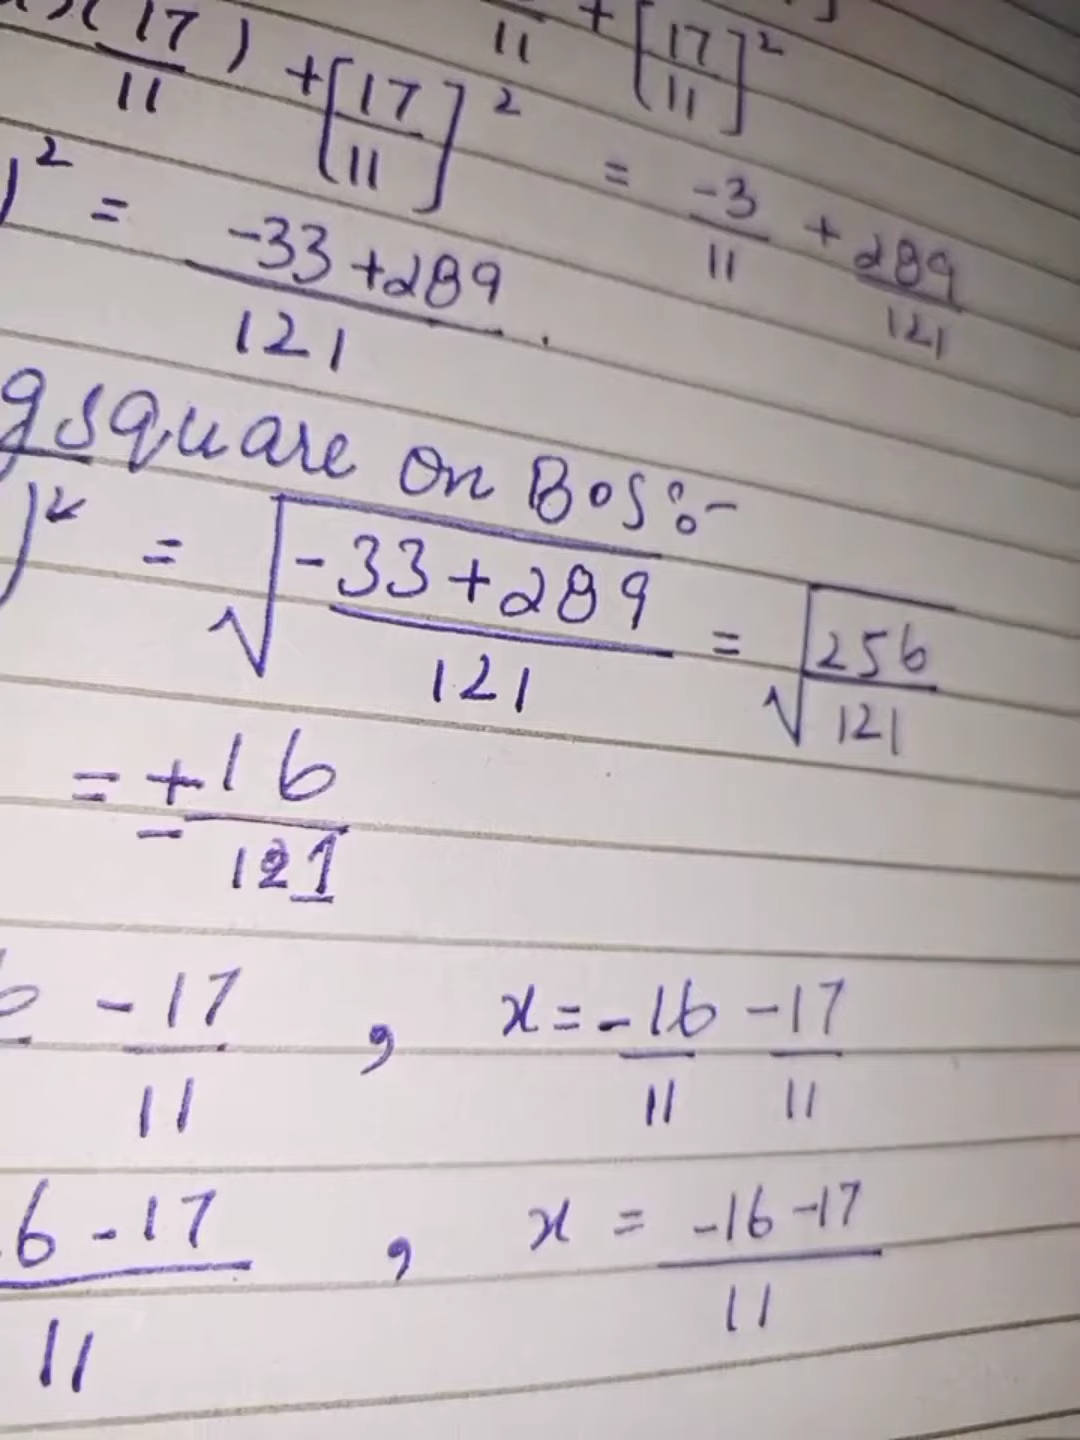 11 + [17/11]²
(17/11) + [17/11]² = -3/11 + 289/121
)² = -33+289/121 .
g square on BOS:-
)² = √-33+289/121 = √256/121
= ±16/121
6 -17/11 , x = -16/11 -17/11
6-17/11 , x = -16-17/11